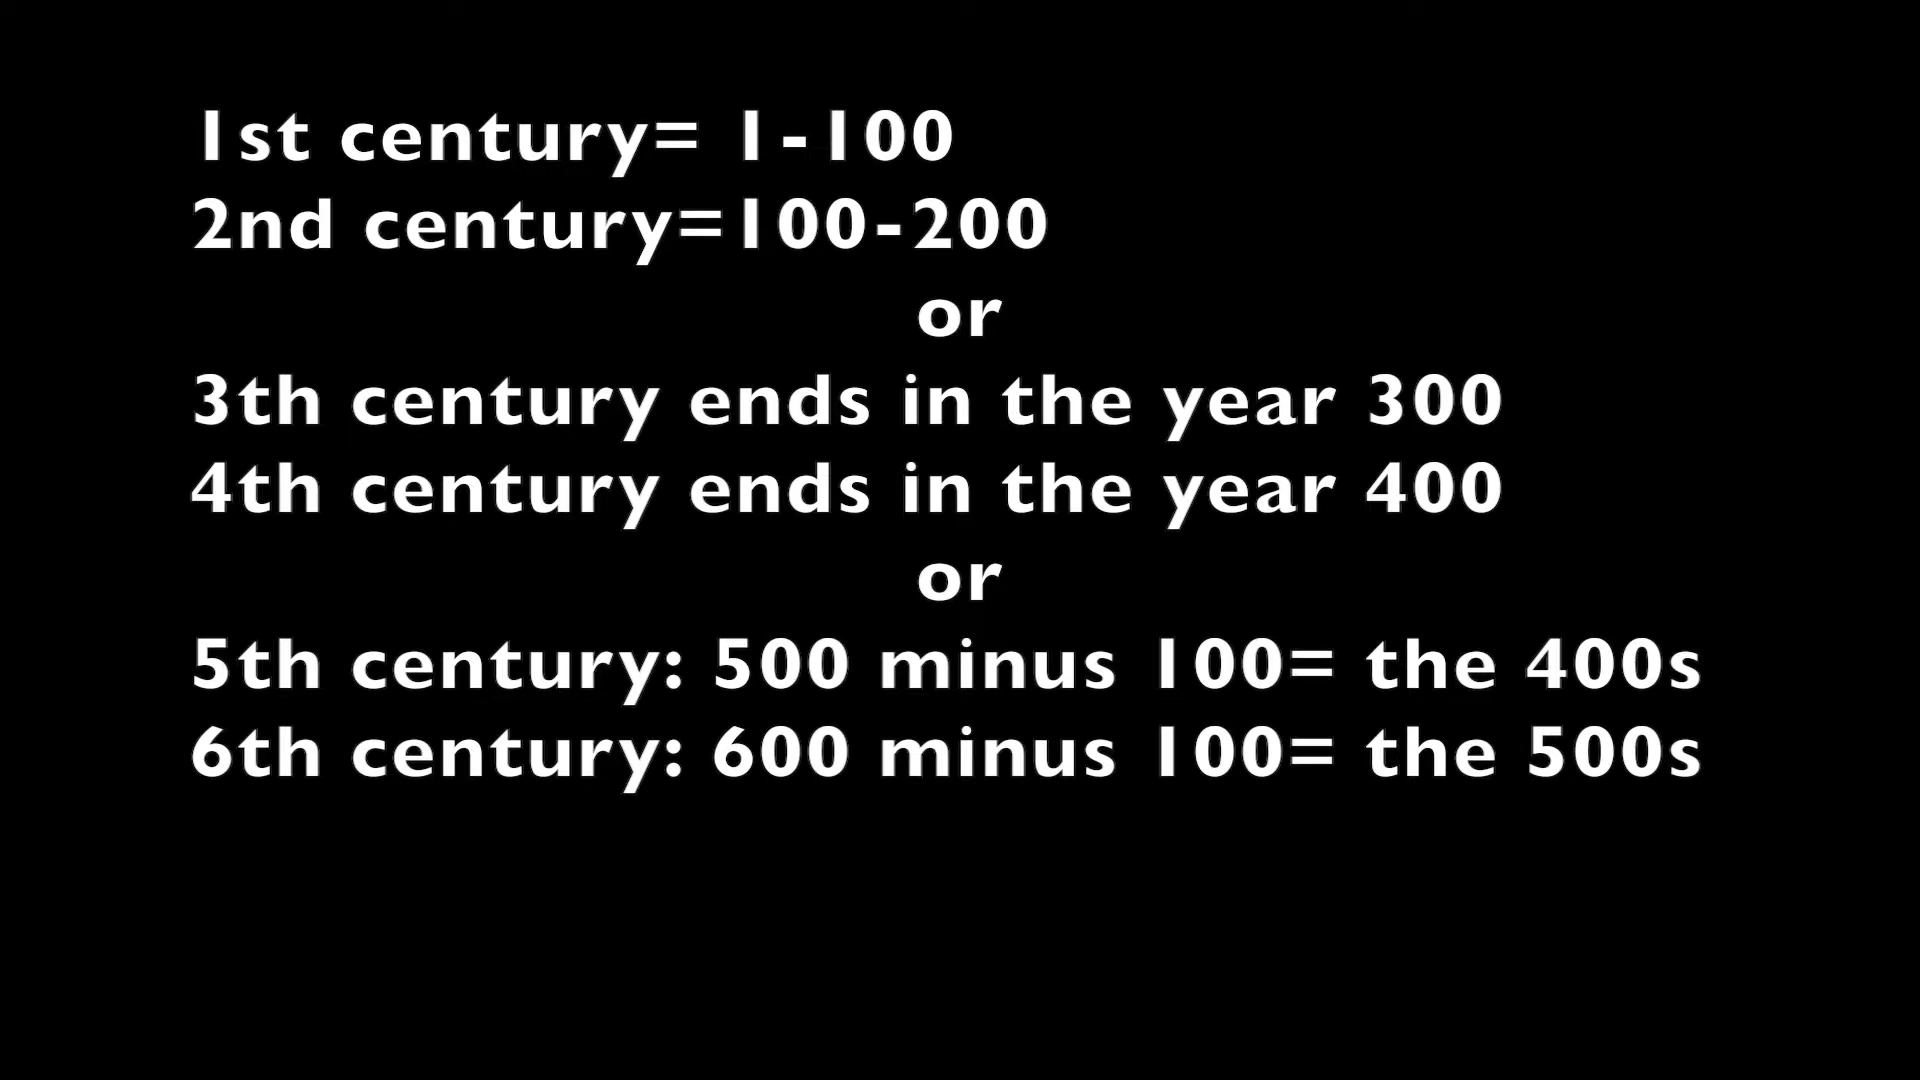 1st century= 1-100
2nd century=100-200
or
3th century ends in the year 300
4th century ends in the year 400
or
5th century: 500 minus 100= the 400s
6th century: 600 minus 100= the 500s